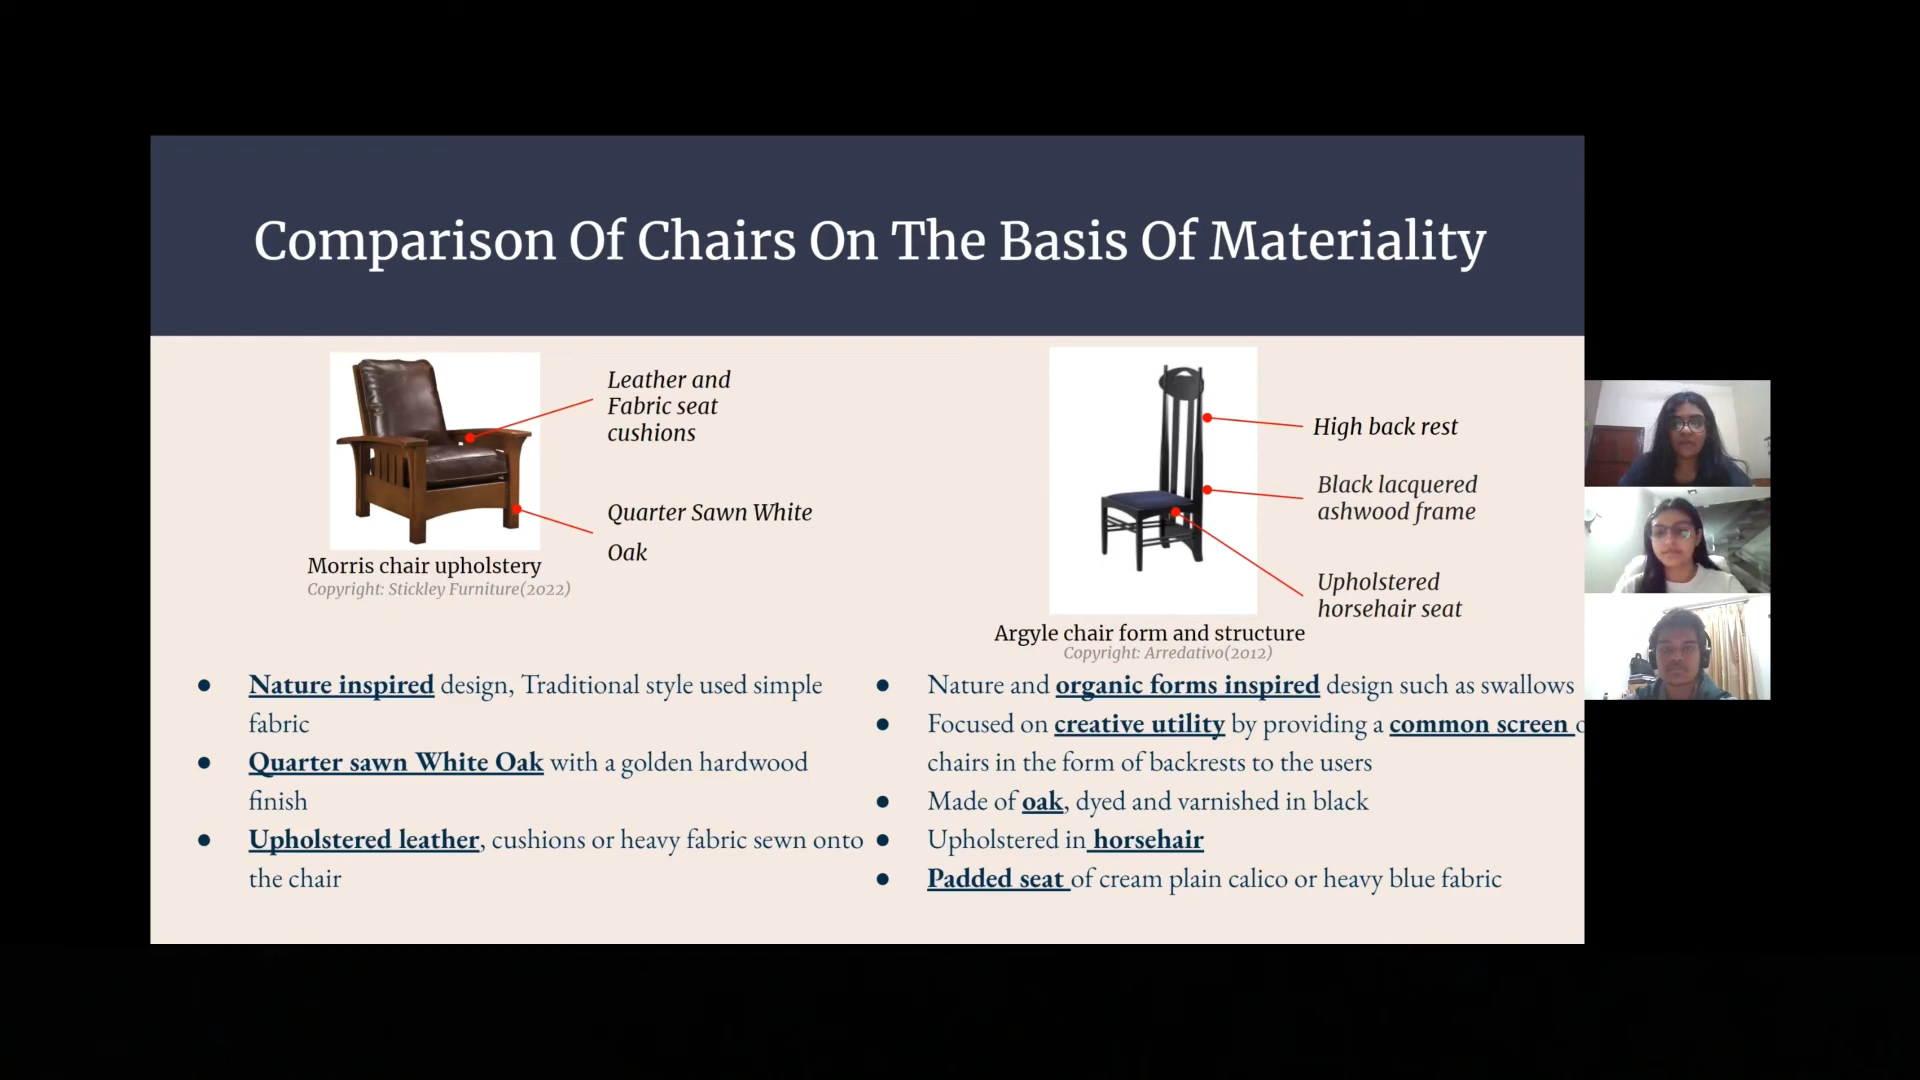 Comparison Of Chairs On The Basis Of Materiality
Leather and
Fabric seat
cushions
Quarter Sawn White
Oak
Morris chair upholstery
Copyright: Stickley Furniture(2022)
High back rest
Black lacquered
ashwood frame
Upholstered
horsehair seat
Argyle chair form and structure
Copyright: Arredativo(2012)
● Nature inspired design, Traditional style used simple
fabric
● Quarter sawn White Oak with a golden hardwood
finish
● Upholstered leather, cushions or heavy fabric sewn onto
the chair
● Nature and organic forms inspired design such as swallows
● Focused on creative utility by providing a common screen
chairs in the form of backrests to the users
● Made of oak, dyed and varnished in black
● Upholstered in horsehair
● Padded seat of cream plain calico or heavy blue fabric